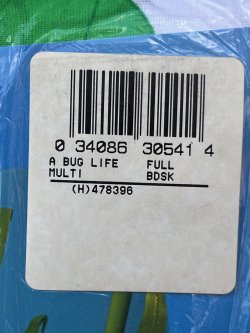 0 34086 30541 4
A BUG LIFE FULL
MULTI BDSK
(H)478396